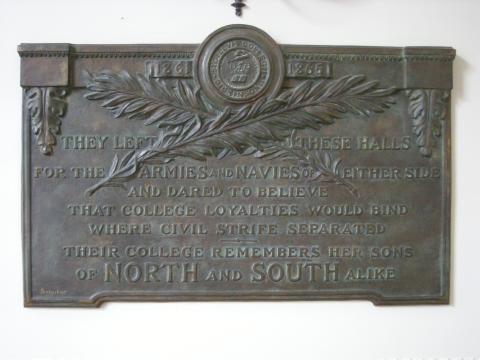 1861 1865
THEY LEFT THESE HALLS
FOR THE ARMIES AND NAVIES OF EITHER SIDE
AND DARED TO BELIEVE
THAT COLLEGE LOYALTIES WOULD BIND
WHERE CIVIL STRIFE SEPARATED
THEIR COLLEGE REMEMBERS HER SONS
OF NORTH AND SOUTH ALIKE